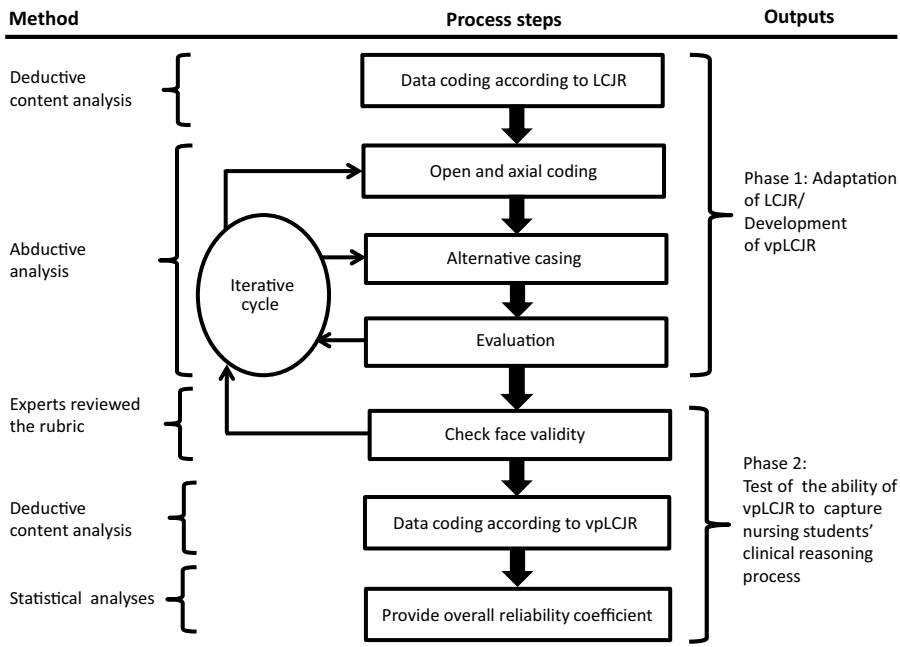 Method
Process steps
Outputs
Deductive
content analysis
Data coding according to LCJR
Open and axial coding
Phase 1: Adaptation
of LCJR/
Development
of vpLCJR
Abductive
analysis
Iterative
cycle
Alternative casing
Evaluation
Experts reviewed
the rubric
Check face validity
Phase 2:
Test of the ability of
vpLCJR to capture
nursing students’
clinical reasoning
process
Deductive
content analysis
Data coding according to vpLCJR
Statistical analyses
Provide overall reliability coefficient